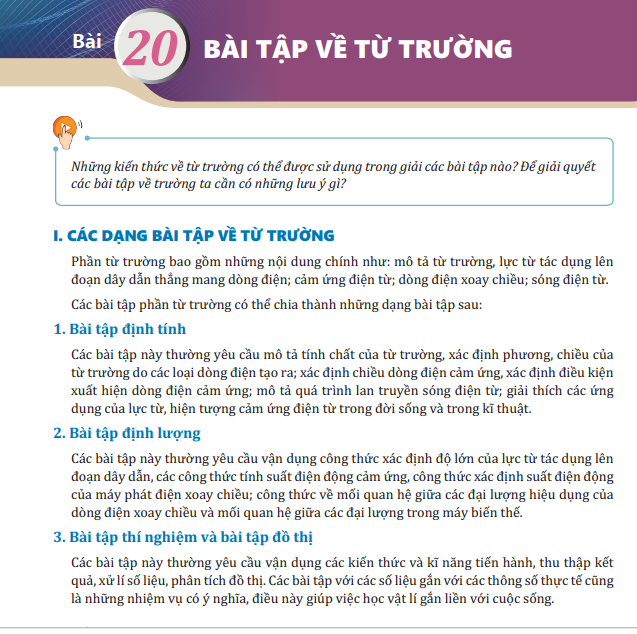 Bài
20
BÀI TẬP VỀ TỪ TRƯỜNG
Những kiến thức về từ trường có thể được sử dụng trong giải các bài tập nào? Để giải quyết
các bài tập về trường ta cần có những lưu ý gì?
I. CÁC DẠNG BÀI TẬP VỀ TỪ TRƯỜNG
Phần từ trường bao gồm những nội dung chính như: mô tả từ trường, lực từ tác dụng lên
đoạn dây dẫn thẳng mang dòng điện; cảm ứng điện từ; dòng điện xoay chiều; sóng điện từ.
Các bài tập phần từ trường có thể chia thành những dạng bài tập sau:
1. Bài tập định tính
Các bài tập này thường yêu cầu mô tả tính chất của từ trường, xác định phương, chiều của
từ trường do các loại dòng điện tạo ra; xác định chiều dòng điện cảm ứng, xác định điều kiện
xuất hiện dòng điện cảm ứng; mô tả quá trình lan truyền sóng điện từ; giải thích các ứng
dụng của lực từ, hiện tượng cảm ứng điện từ trong đời sống và trong kĩ thuật.
2. Bài tập định lượng
Các bài tập này thường yêu cầu vận dụng công thức xác định độ lớn của lực từ tác dụng lên
đoạn dây dẫn, các công thức tính suất điện động cảm ứng, công thức xác định suất điện động
của máy phát điện xoay chiều; công thức về mối quan hệ giữa các đại lượng hiệu dụng của
dòng điện xoay chiều và mối quan hệ giữa các đại lượng trong máy biến thế.
3. Bài tập thí nghiệm và bài tập đồ thị
Các bài tập này thường yêu cầu vận dụng các kiến thức và kĩ năng tiến hành, thu thập kết
quả, xử lí số liệu, phân tích đồ thị. Các bài tập với các số liệu gắn với các thông số thực tế cũng
là những nhiệm vụ có ý nghĩa, điều này giúp việc học vật lí gắn liền với cuộc sống.